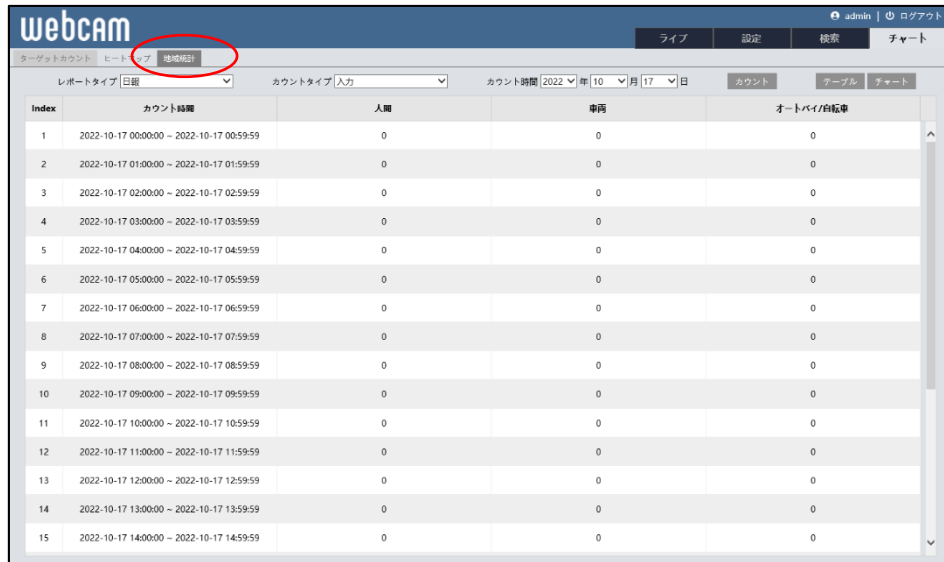 webcam
admin | ログアウト
ライブ 設定 検索 チャート
ターゲットカウント ヒートマップ 地域統計
レポートタイプ 日報 カウントタイプ 入力 カウント時間 2022 年 10 月 17 日 カウント テーブル チャート
Index カウント時間 人間 車両 オートバイ/自転車
1 2022-10-17 00:00:00 ~ 2022-10-17 00:59:59 0 0 0
2 2022-10-17 01:00:00 ~ 2022-10-17 01:59:59 0 0 0
3 2022-10-17 02:00:00 ~ 2022-10-17 02:59:59 0 0 0
4 2022-10-17 03:00:00 ~ 2022-10-17 03:59:59 0 0 0
5 2022-10-17 04:00:00 ~ 2022-10-17 04:59:59 0 0 0
6 2022-10-17 05:00:00 ~ 2022-10-17 05:59:59 0 0 0
7 2022-10-17 06:00:00 ~ 2022-10-17 06:59:59 0 0 0
8 2022-10-17 07:00:00 ~ 2022-10-17 07:59:59 0 0 0
9 2022-10-17 08:00:00 ~ 2022-10-17 08:59:59 0 0 0
10 2022-10-17 09:00:00 ~ 2022-10-17 09:59:59 0 0 0
11 2022-10-17 10:00:00 ~ 2022-10-17 10:59:59 0 0 0
12 2022-10-17 11:00:00 ~ 2022-10-17 11:59:59 0 0 0
13 2022-10-17 12:00:00 ~ 2022-10-17 12:59:59 0 0 0
14 2022-10-17 13:00:00 ~ 2022-10-17 13:59:59 0 0 0
15 2022-10-17 14:00:00 ~ 2022-10-17 14:59:59 0 0 0